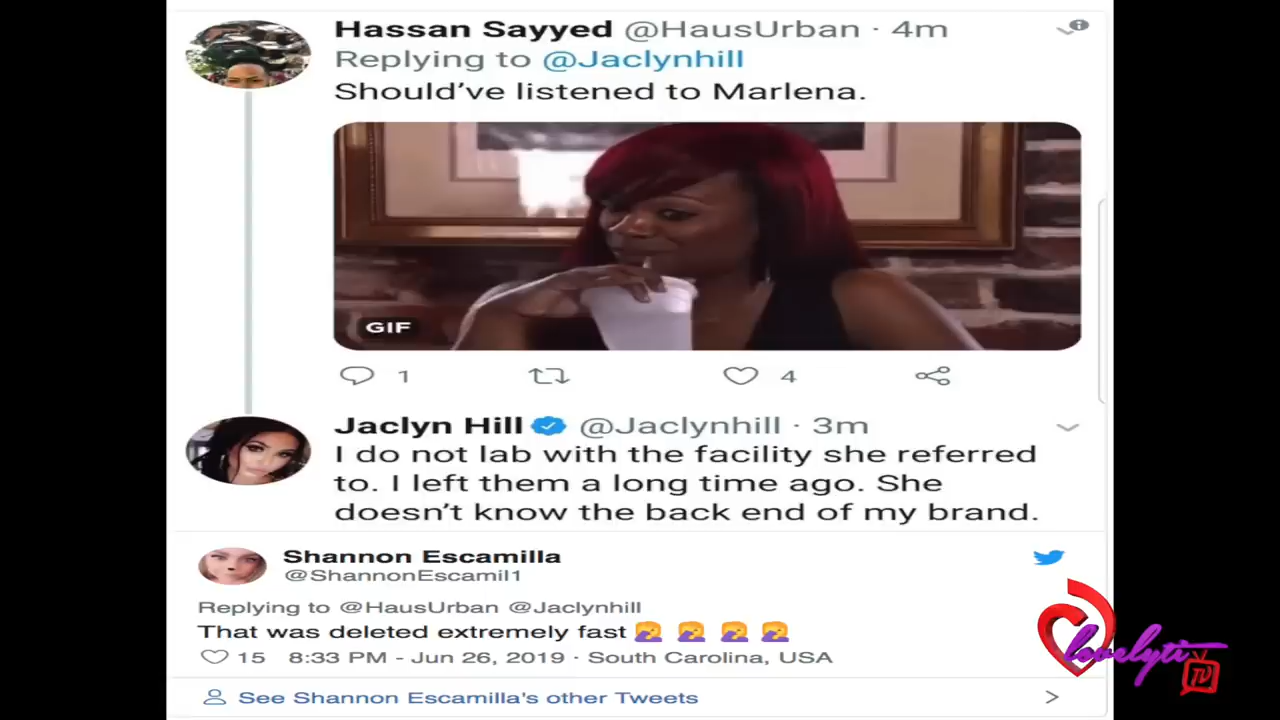 Hassan Sayyed @HausUrban · 4m
Replying to @Jaclynhill
Should’ve listened to Marlena.
GIF
1
4
Jaclyn Hill @Jaclynhill · 3m
I do not lab with the facility she referred
to. I left them a long time ago. She
doesn’t know the back end of my brand.
Shannon Escamilla
@ShannonEscamil1
Replying to @HausUrban @Jaclynhill
That was deleted extremely fast 🤦 🤦 🤦 🤦
15 8:33 PM - Jun 26, 2019 · South Carolina, USA
See Shannon Escamilla's other Tweets
lovelyti
TV